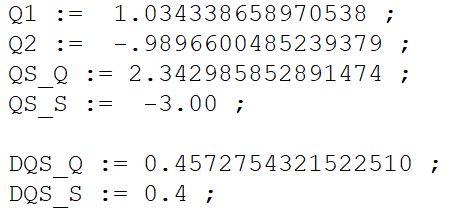 Q1 :=  1.034338658970538 ;
Q2 :=  -.9896600485239379 ;
QS_Q := 2.342985852891474 ;
QS_S :=  -3.00 ;
DQS_Q := 0.4572754321522510 ;
DQS_S := 0.4 ;